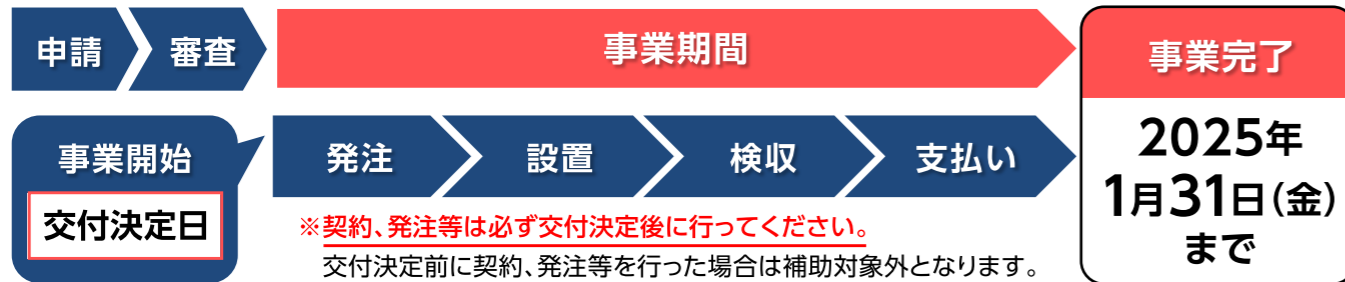 申請
審査
事業期間
事業完了
事業開始
交付決定日
発注
設置
検収
支払い
※契約、発注等は必ず交付決定後に行ってください。
交付決定前に契約、発注等を行った場合は補助対象外となります。
2025年
1月31日(金)
まで